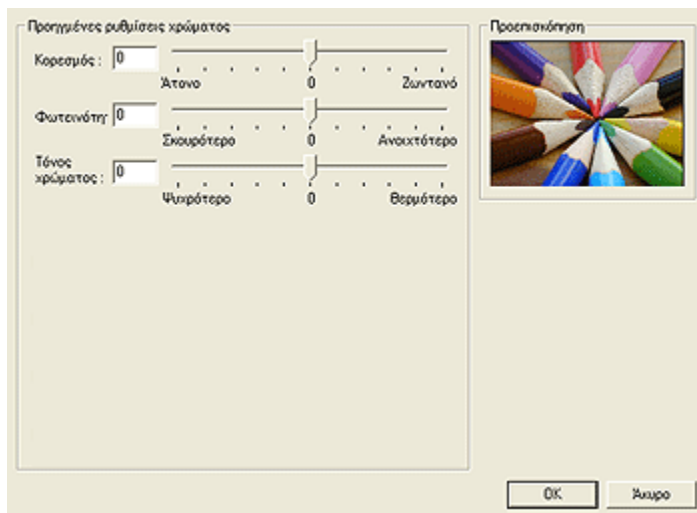 Προηγμένες ρυθμίσεις χρώματος
Κορεσμός : 0
Άτονο 0 Ζωντανό
Φωτεινότη 0
Σκουρότερο 0 Ανοιχτότερο
Τόνος
χρώματος : 0
Ψυχρότερο 0 Θερμότερο
Προεπισκόπηση
OK Άκυρο